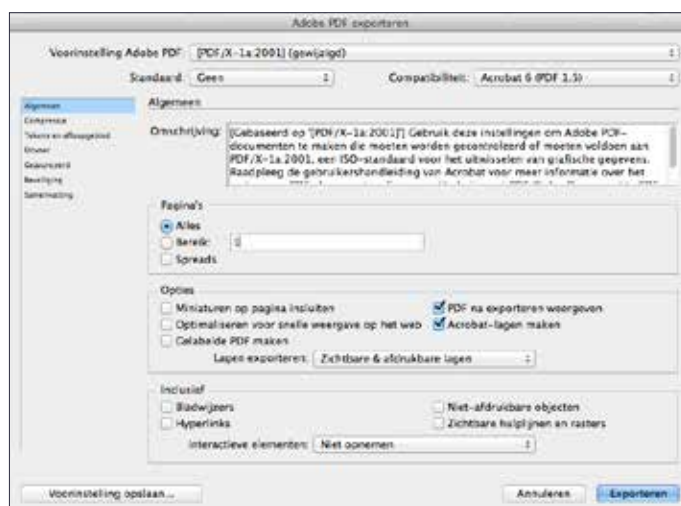 Adobe PDF exporteren
Voorinstelling Adobe PDF: [PDF/X-1a:2001] (gewijzigd)
Standaard: Geen Compatibiliteit: Acrobat 6 (PDF 1.5)
Algemeen
Compressie
Tekens en afloopgebied
Uitvoer
Geavanceerd
Beveiliging
Samenvatting
Algemeen
Omschrijving: [Gebaseerd op '[PDF/X-1a:2001]'] Gebruik deze instellingen om Adobe PDF-
documenten te maken die moeten worden gecontroleerd of moeten voldoen aan
PDF/X-1a:2001, een ISO-standaard voor het uitwisselen van grafische gegevens.
Raadpleeg de gebruikershandleiding van Acrobat voor meer informatie over het
Pagina's
Alles
Bereik: 1
Spreads
Opties
Miniaturen op pagina insluiten
PDF na exporteren weergeven
Optimaliseren voor snelle weergave op het web
Acrobat-lagen maken
Gelabelde PDF maken
Lagen exporteren: Zichtbare & afdrukbare lagen
Inclusief
Bladwijzers
Niet-afdrukbare objecten
Hyperlinks
Zichtbare hulplijnen en rasters
Interactieve elementen: Niet opnemen
Voorinstelling opslaan... Annuleren Exporteren